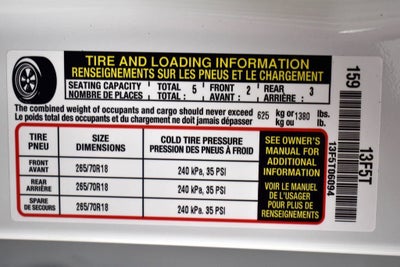 TIRE AND LOADING INFORMATION
RENSEIGNEMENTS SUR LES PNEUS ET LE CHARGEMENT
SEATING CAPACITY TOTAL 5 FRONT 2 REAR 3
NOMBRE DE PLACES TOTAL : AVANT : ARRIÈRE :
The combined weight of occupants and cargo should never exceed 625 kg or 1380 lbs.
Le poids total des occupants et du chargement ne doit jamais dépasser kg ou lb.
TIRE SIZE COLD TIRE PRESSURE
PNEU DIMENSIONS PRESSION DES PNEUS À FROID
FRONT
AVANT 265/70R18 240 kPa, 35 PSI
REAR
ARRIÈRE 265/70R18 240 kPa, 35 PSI
SPARE
DE SECOURS 265/70R18 240 kPa, 35 PSI
SEE OWNER'S
MANUAL FOR
ADDITIONAL
INFORMATION
VOIR LE MANUEL
DE L'USAGER
POUR PLUS DE
RENSEIGNEMENTS
159
13F5T
13F5T06094